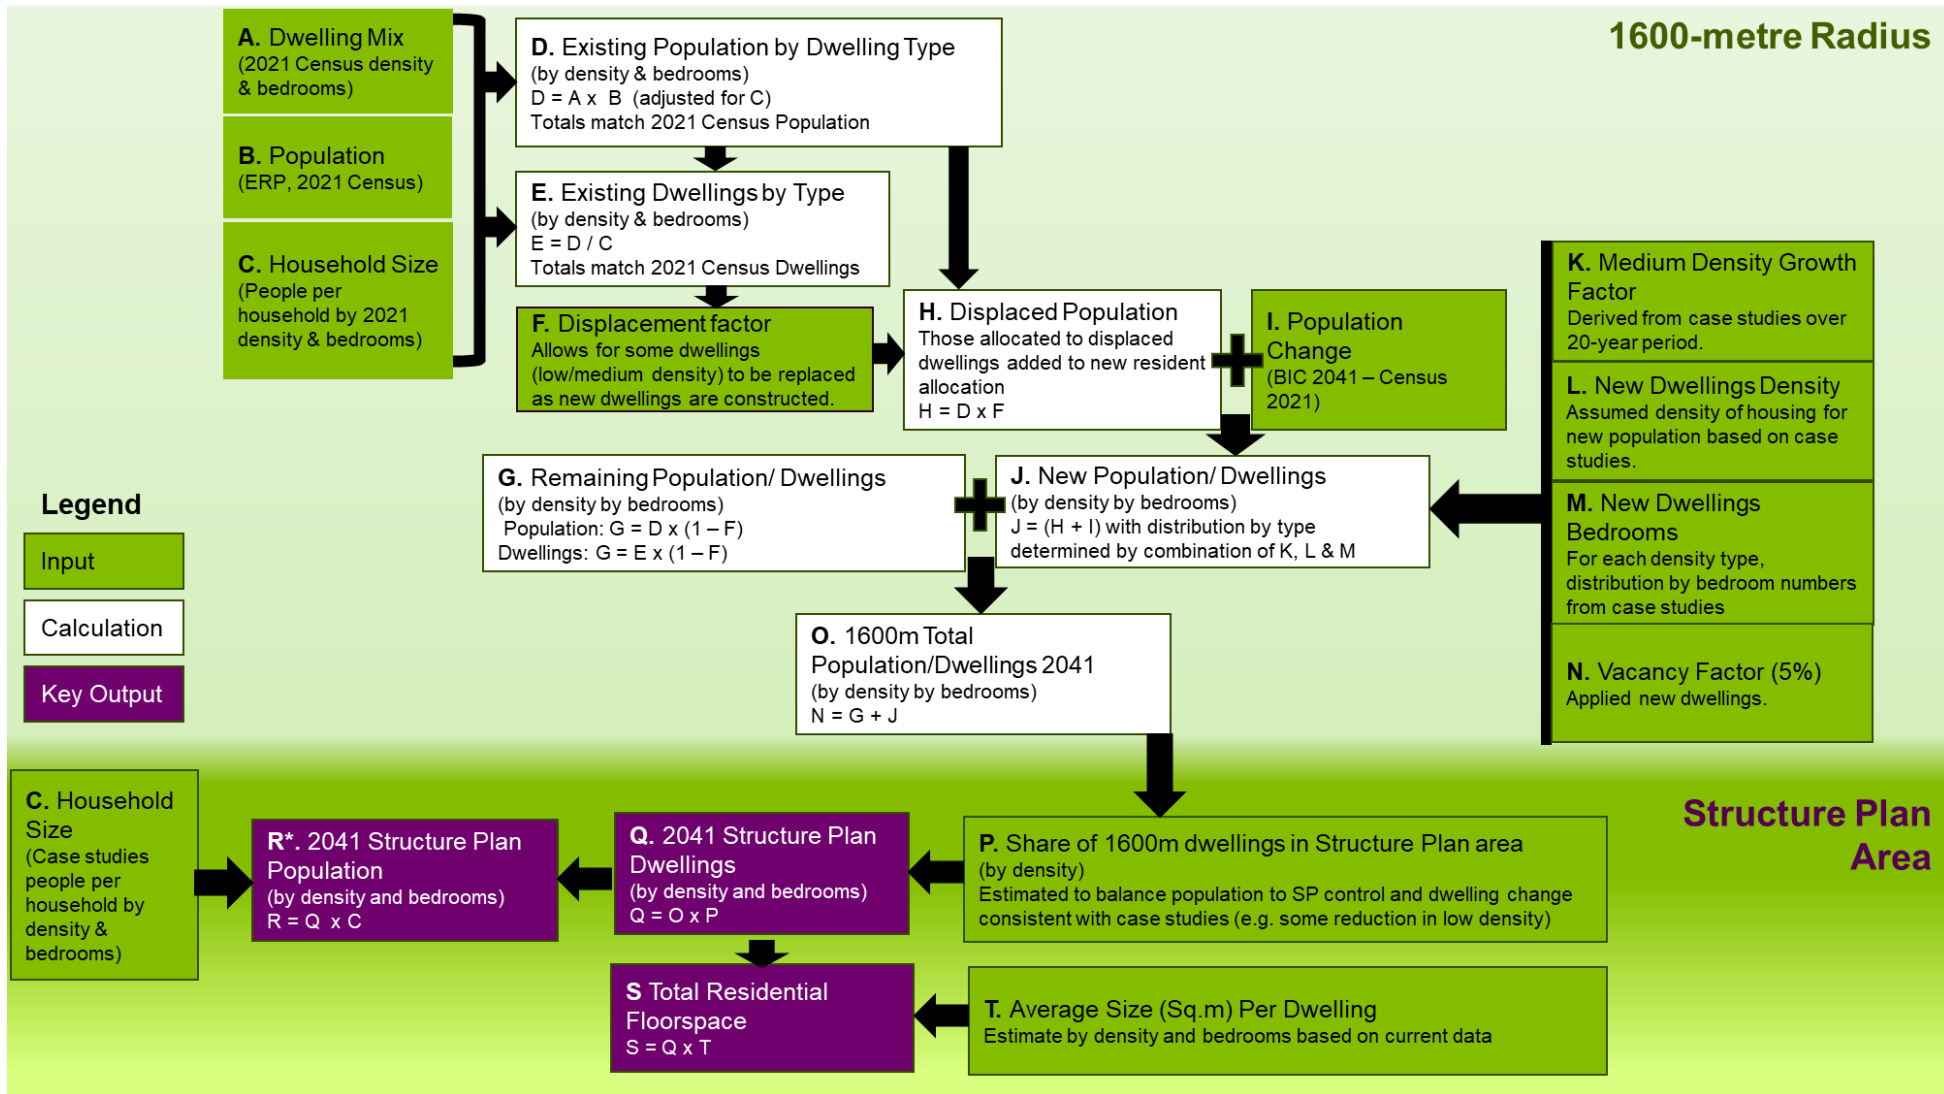 1600-metre Radius
A. Dwelling Mix
(2021 Census density
& bedrooms)
B. Population
(ERP, 2021 Census)
C. Household Size
(People per
household by 2021
density & bedrooms)
D. Existing Population by Dwelling Type
(by density & bedrooms)
D = A x B (adjusted for C)
Totals match 2021 Census Population
E. Existing Dwellings by Type
(by density & bedrooms)
E = D / C
Totals match 2021 Census Dwellings
F. Displacement factor
Allows for some dwellings
(low/medium density) to be replaced
as new dwellings are constructed.
H. Displaced Population
Those allocated to displaced
dwellings added to new resident
allocation
H = D x F
I. Population
Change
(BIC 2041 – Census
2021)
K. Medium Density Growth
Factor
Derived from case studies over
20-year period.
L. New Dwellings Density
Assumed density of housing for
new population based on case
studies.
M. New Dwellings
Bedrooms
For each density type,
distribution by bedroom numbers
from case studies
N. Vacancy Factor (5%)
Applied new dwellings.
G. Remaining Population/ Dwellings
(by density by bedrooms)
Population: G = D x (1 – F)
Dwellings: G = E x (1 – F)
J. New Population/ Dwellings
(by density by bedrooms)
J = (H + I) with distribution by type
determined by combination of K, L & M
Legend
Input
Calculation
Key Output
O. 1600m Total
Population/Dwellings 2041
(by density by bedrooms)
N = G + J
Structure Plan
Area
C. Household
Size
(Case studies
people per
household by
density &
bedrooms)
R*. 2041 Structure Plan
Population
(by density and bedrooms)
R = Q x C
Q. 2041 Structure Plan
Dwellings
(by density and bedrooms)
Q = O x P
P. Share of 1600m dwellings in Structure Plan area
(by density)
Estimated to balance population to SP control and dwelling change
consistent with case studies (e.g. some reduction in low density)
S Total Residential
Floorspace
S = Q x T
T. Average Size (Sq.m) Per Dwelling
Estimate by density and bedrooms based on current data